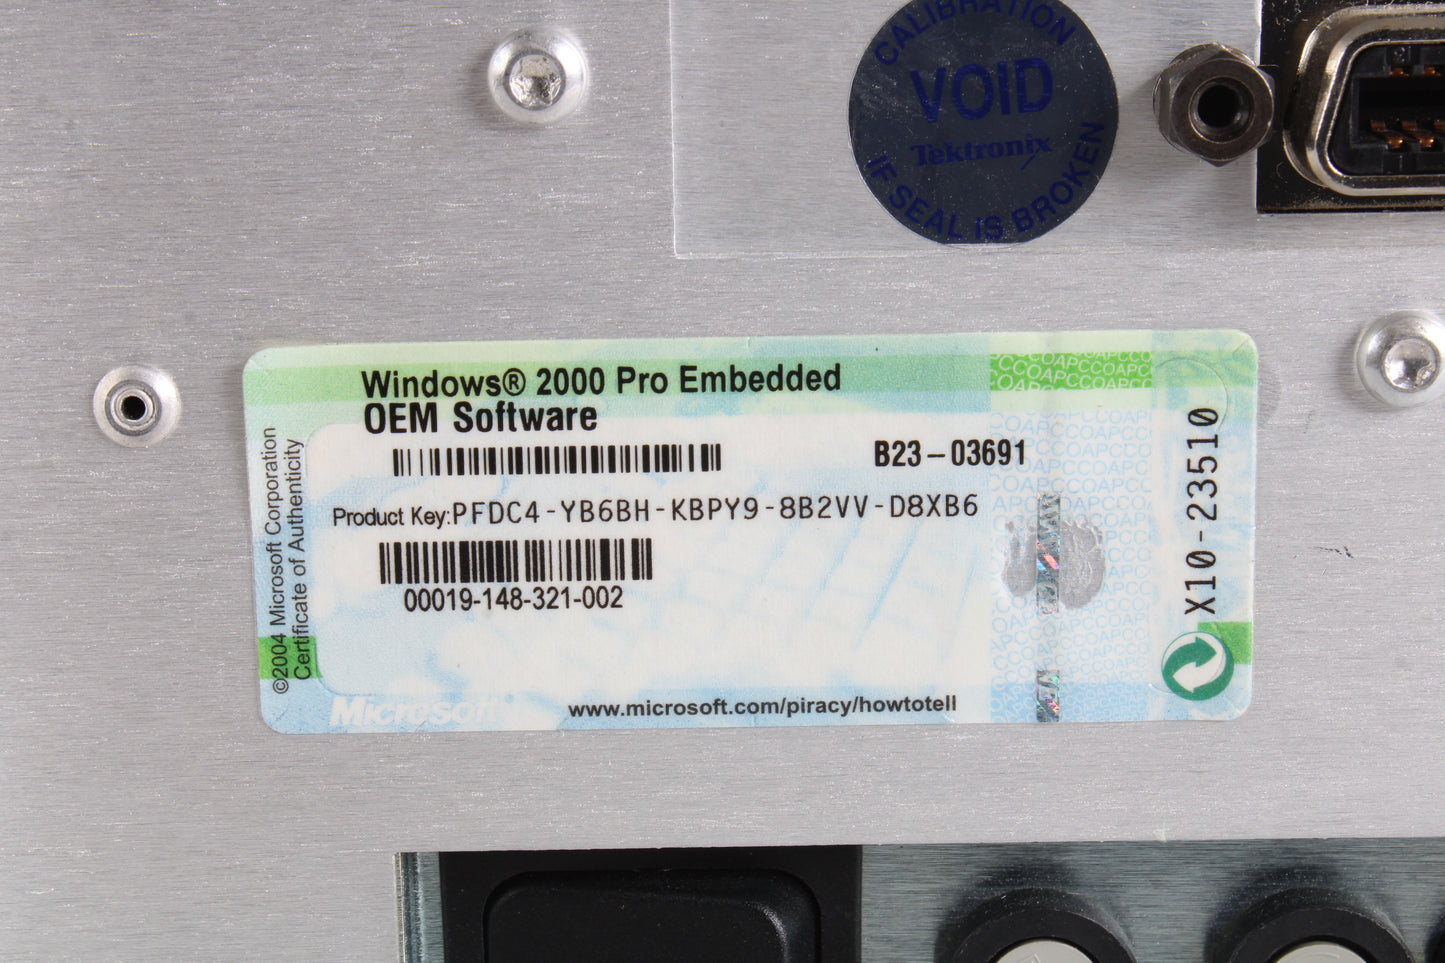 CALIBRATION
VOID
Tektronix
IF SEAL IS BROKEN
Windows® 2000 Pro Embedded
OEM Software
B23-03691
Product Key:PFDC4-YB6BH-KBPY9-8B2VV-D8XB6
00019-148-321-002
©2004 Microsoft Corporation
Certificate of Authenticity
X10-23510
Microsoft
www.microsoft.com/piracy/howtotell